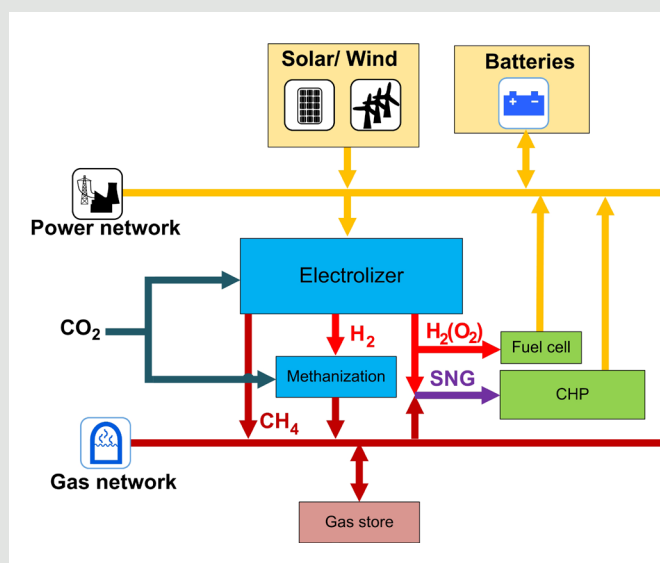 Solar/ Wind
Batteries
Power network
Electrolizer
CO₂
H₂
H₂(O₂)
Fuel cell
Methanization
SNG
CHP
CH₄
Gas network
Gas store